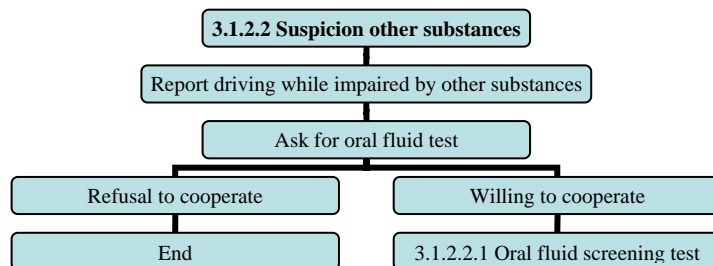 3.1.2.2 Suspicion other substances
Report driving while impaired by other substances
Ask for oral fluid test
Refusal to cooperate
Willing to cooperate
End
3.1.2.2.1 Oral fluid screening test